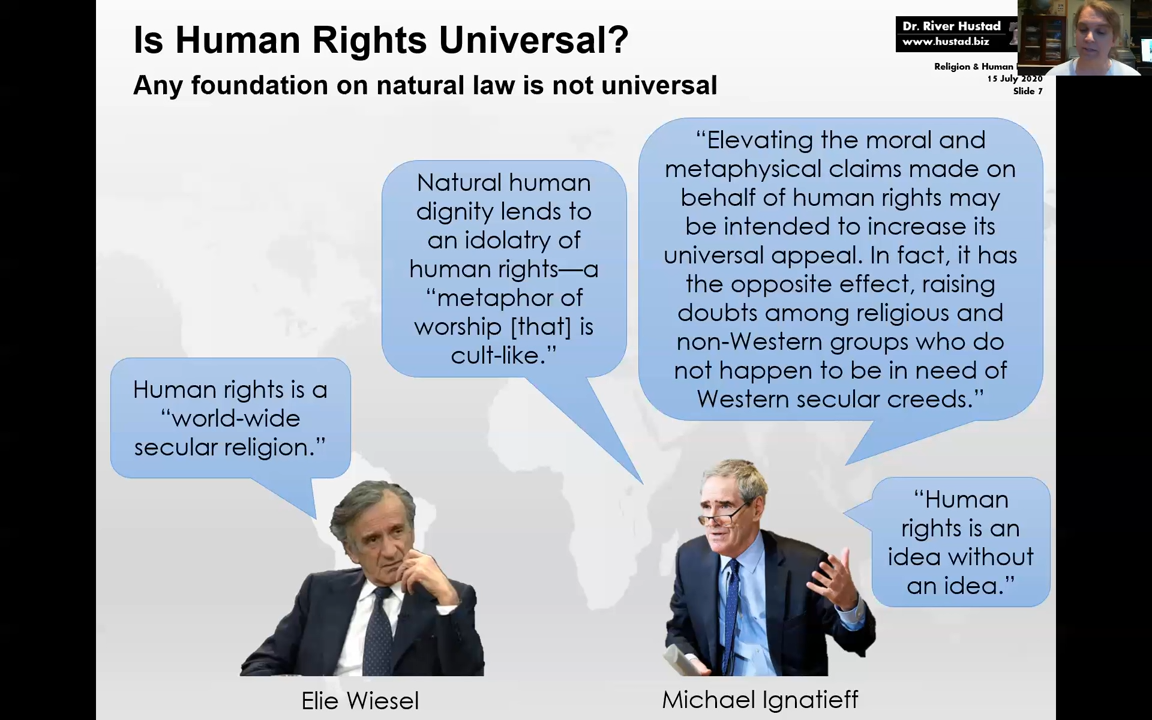 Is Human Rights Universal?
Any foundation on natural law is not universal
Dr. River Hustad
www.hustad.biz
Religion & Human
15 July 2020
Slide 7
Human rights is a
“world-wide
secular religion.”
Natural human
dignity lends to
an idolatry of
human rights—a
“metaphor of
worship [that] is
cult-like.”
“Elevating the moral and
metaphysical claims made on
behalf of human rights may
be intended to increase its
universal appeal. In fact, it has
the opposite effect, raising
doubts among religious and
non-Western groups who do
not happen to be in need of
Western secular creeds.”
“Human
rights is an
idea without
an idea.”
Elie Wiesel
Michael Ignatieff